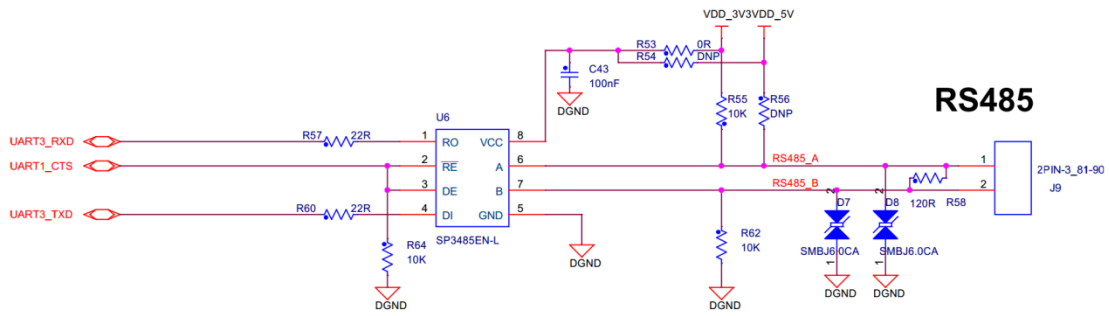 VDD_3V3VDD_5V
R53
0R
R54
DNP
C43
100nF
DGND
R55
10K
R56
DNP
RS485
U6
UART3_RXD
R57
22R
1
RO
VCC
8
UART1_CTS
2
RE
A
6
RS485_A
1
3
DE
B
7
RS485_B
2
2PIN-3_81-90
J9
UART3_TXD
R60
22R
4
DI
GND
5
2
D7
2
D8
120R
R58
SP3485EN-L
R64
10K
R62
10K
SMBJ6.0CA
SMBJ6.0CA
DGND
1
1
DGND
DGND
DGND
DGND